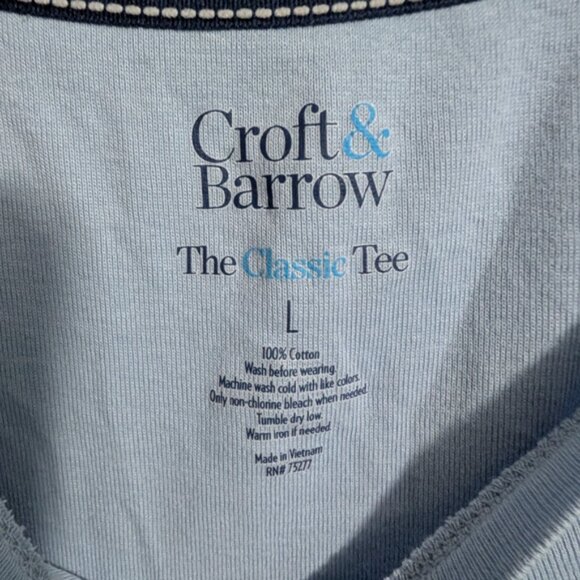 Croft&
Barrow
The Classic Tee
L
100% Cotton
Wash before wearing.
Machine wash cold with like colors.
Only non-chlorine bleach when needed.
Tumble dry low.
Warm iron if needed.
Made in Vietnam
RN# 75277